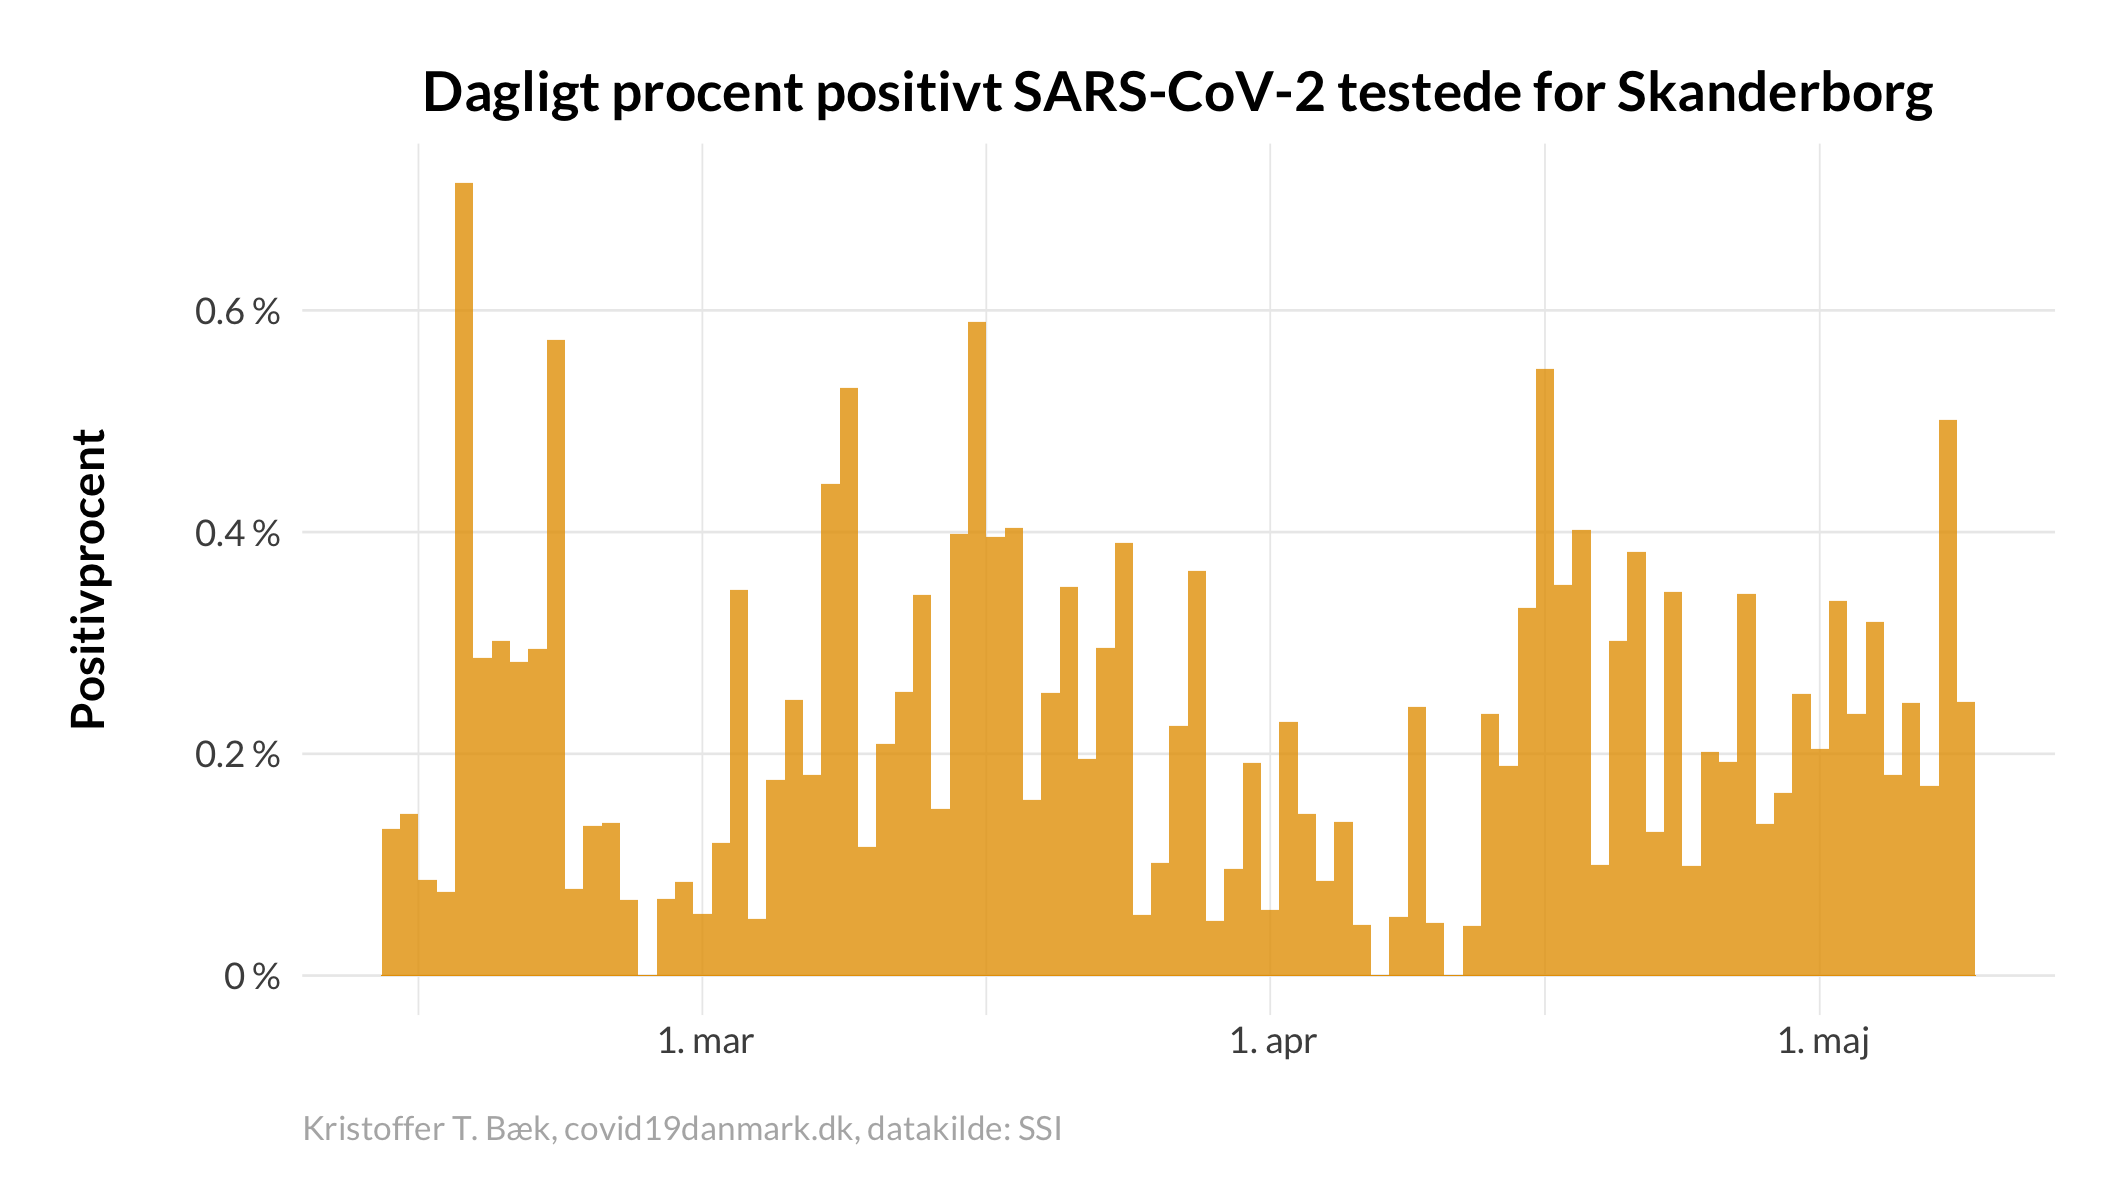 Dagligt procent positivt SARS-CoV-2 testede for Skanderborg
Positivprocent
0.6 %
0.4 %
0.2 %
0 %
1. mar
1. apr
1. maj
Kristoffer T. Bæk, covid19danmark.dk, datakilde: SSI